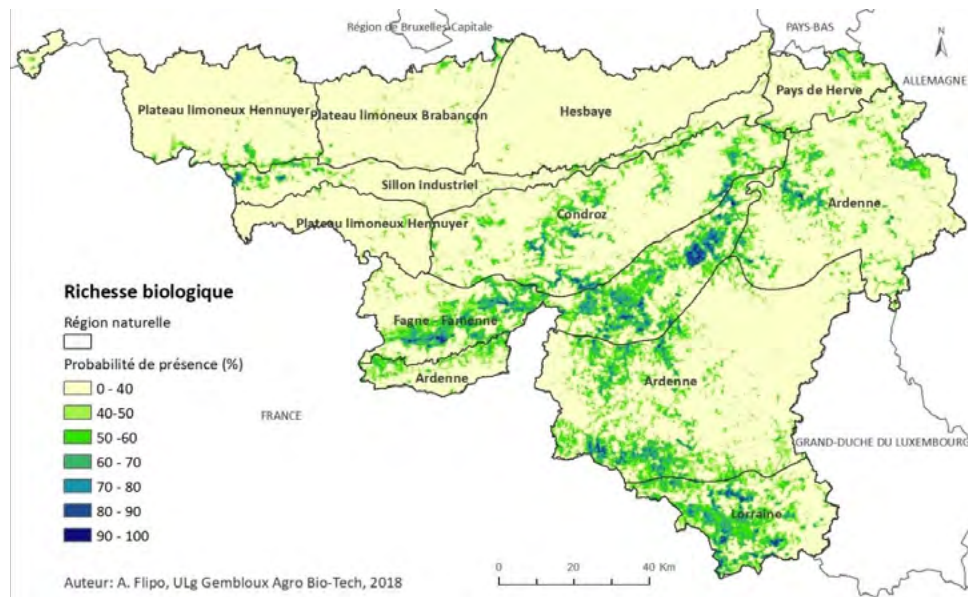 Région de Bruxelles-Capitale
PAYS-BAS
N
ALLEMAGNE
Pays de Herve
Plateau limoneux Hennuyer
Plateau limoneux Brabançon
Hesbaye
Sillon industriel
Ardenne
Condroz
Plateau limoneux Hennuyer
Richesse biologique
Région naturelle
Fagne - Famenne
Probabilité de présence (%)
Ardenne
Ardenne
0 - 40
40-50
FRANCE
50 -60
GRAND-DUCHE DU LUXEMBOURG
60 - 70
70 - 80
80 - 90
Lorraine
90 - 100
Auteur: A. Flipo, ULg Gembloux Agro Bio-Tech, 2018
0 20 40 Km